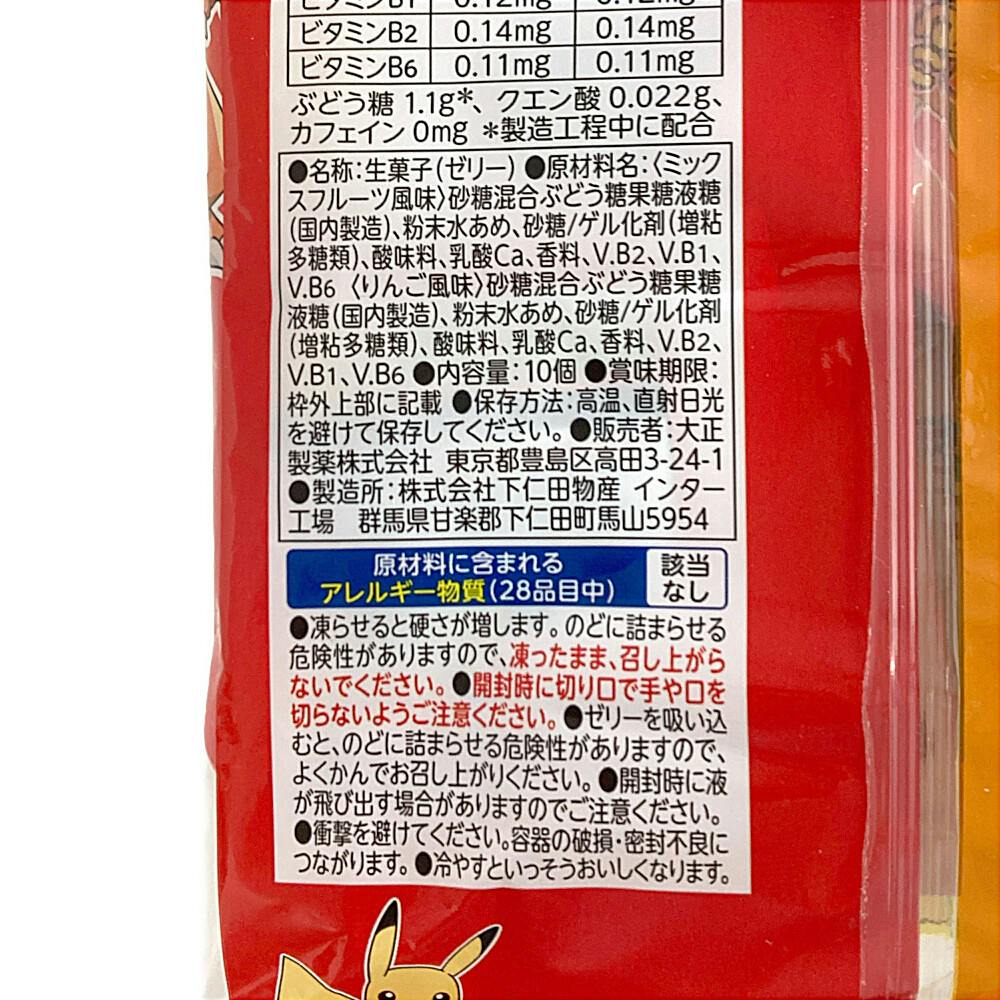 ビタミンB1 0.12mg 0.12mg
ビタミンB2 0.14mg 0.14mg
ビタミンB6 0.11mg 0.11mg
ぶどう糖 1.1g*、クエン酸 0.022g、
カフェイン 0mg *製造工程中に配合
●名称:生菓子(ゼリー) ●原材料名:〈ミック
スフルーツ風味〉砂糖混合ぶどう糖果糖液糖
(国内製造)、粉末水あめ、砂糖/ゲル化剤(増粘
多糖類)、酸味料、乳酸Ca、香料、V.B2、V.B1、
V.B6 〈りんご風味〉砂糖混合ぶどう糖果糖
液糖(国内製造)、粉末水あめ、砂糖/ゲル化剤
(増粘多糖類)、酸味料、乳酸Ca、香料、V.B2、
V.B1、V.B6 ●内容量:10個 ●賞味期限:
枠外上部に記載 ●保存方法:高温、直射日光
を避けて保存してください。●販売者:大正
製薬株式会社 東京都豊島区高田3-24-1
●製造所:株式会社下仁田物産 インター
工場 群馬県甘楽郡下仁田町馬山5954
原材料に含まれる
アレルギー物質(28品目中)
該当
なし
●凍らせると硬さが増します。のどに詰まらせる
危険性がありますので、凍ったまま、召し上がら
ないでください。●開封時に切り口で手や口を
切らないようご注意ください。●ゼリーを吸い込
むと、のどに詰まらせる危険性がありますので、
よくかんでお召し上がりください。●開封時に液
が飛び出す場合がありますのでご注意ください。
●衝撃を避けてください。容器の破損・密封不良に
つながります。●冷やすといっそうおいしくなります。